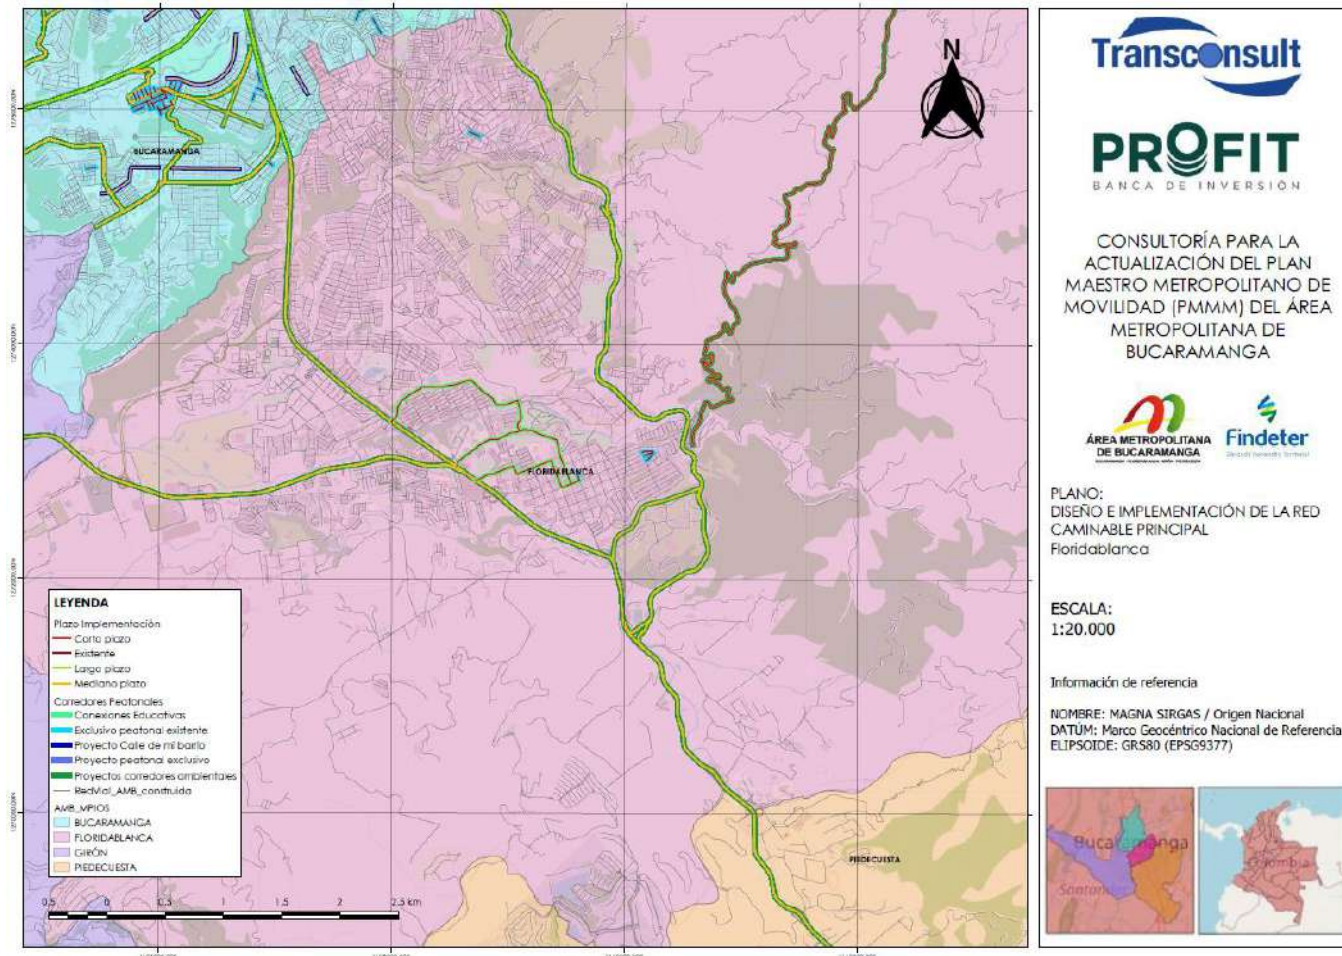 N
BUCARAMANGA
FLORIDABLANCA
PIEDECUESTA
LEYENDA
Plazo Implementación
Corto plazo
Existente
Largo plazo
Mediano plazo
Corredores Peatonales
Conexiones Educativas
Exclusivo peatonal existente
Proyecto Calle de mi barrio
Proyecto peatonal exclusivo
Proyectos corredores ambientales
RedVial_AMB_construida
AMB_MPIOS
BUCARAMANGA
FLORIDABLANCA
GIRÓN
PIEDECUESTA
0.5 0 0.5 1 1.5 2 2.5 km
Transconsult
PROFIT
BANCA DE INVERSIÓN
CONSULTORÍA PARA LA
ACTUALIZACIÓN DEL PLAN
MAESTRO METROPOLITANO DE
MOVILIDAD (PMMM) DEL ÁREA
METROPOLITANA DE
BUCARAMANGA
ÁREA METROPOLITANA
DE BUCARAMANGA
Findeter
PLANO:
DISEÑO E IMPLEMENTACIÓN DE LA RED
CAMINABLE PRINCIPAL
Floridablanca
ESCALA:
1:20.000
Información de referencia
NOMBRE: MAGNA SIRGAS / Origen Nacional
DATÚM: Marco Geocéntrico Nacional de Referencia
ELIPSOIDE: GRS80 (EPSG9377)
Bucaramanga
Santander
Colombia